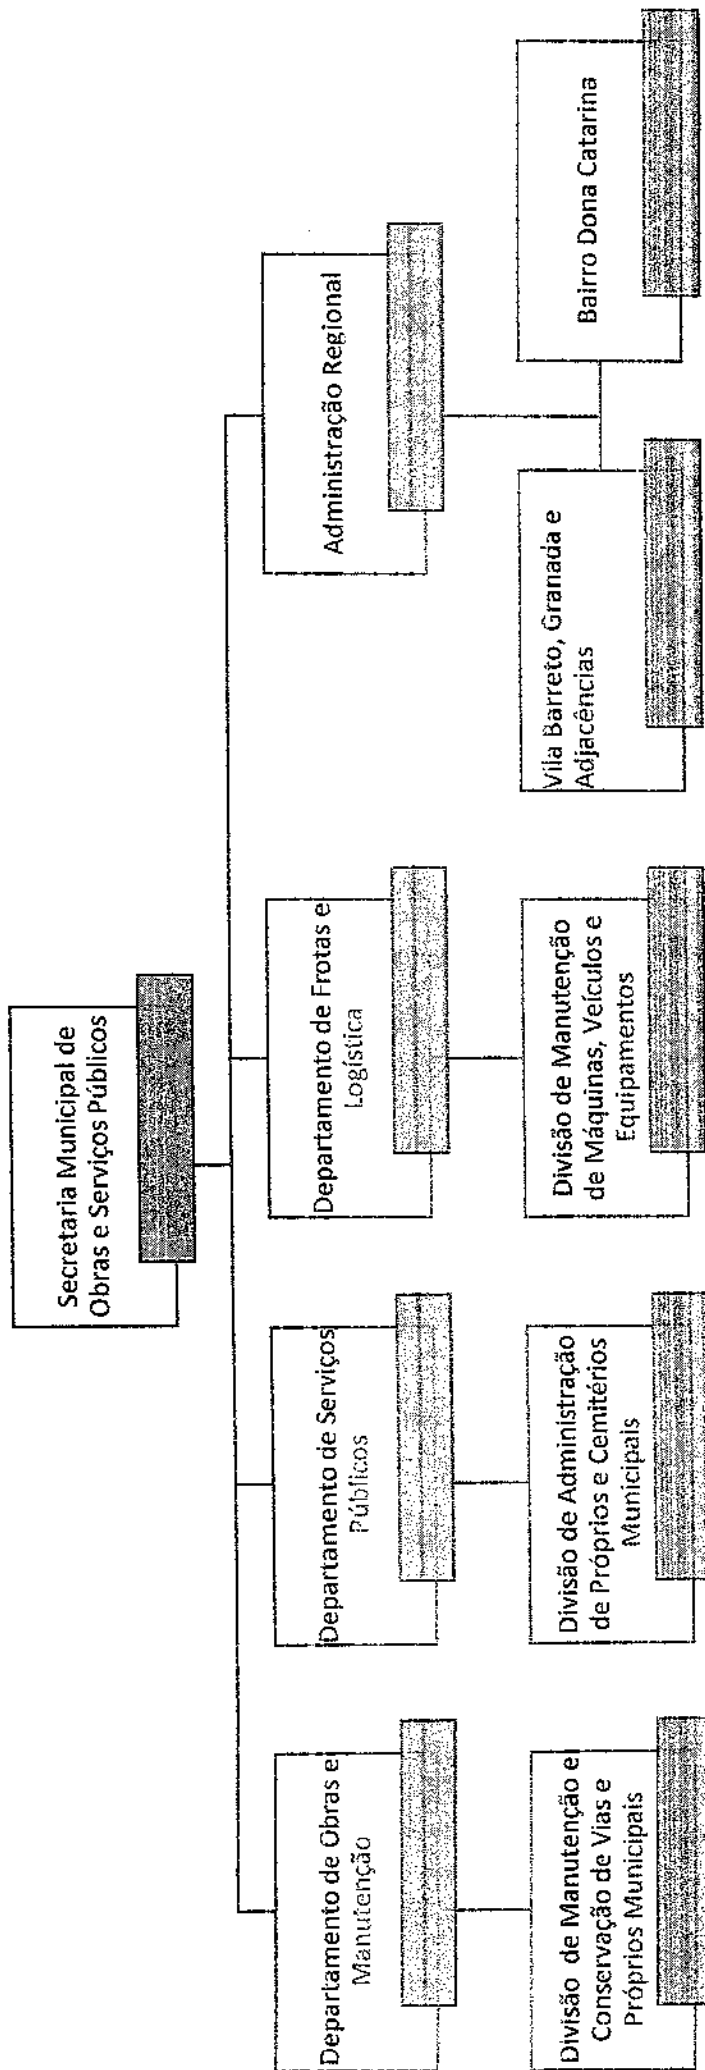 Secretaria Municipal de
Obras e Serviços Públicos
Departamento de Obras e
Manutenção
Departamento de Serviços
Públicos
Departamento de Frotas e
Logística
Administração Regional
Divisão de Manutenção e
Conservação de Vias e
Próprios Municipais
Divisão de Administração
de Próprios e Cemitérios
Municipais
Divisão de Manutenção
de Máquinas, Veículos e
Equipamentos
Vila Barreto, Granada e
Adjacências
Bairro Dona Catarina